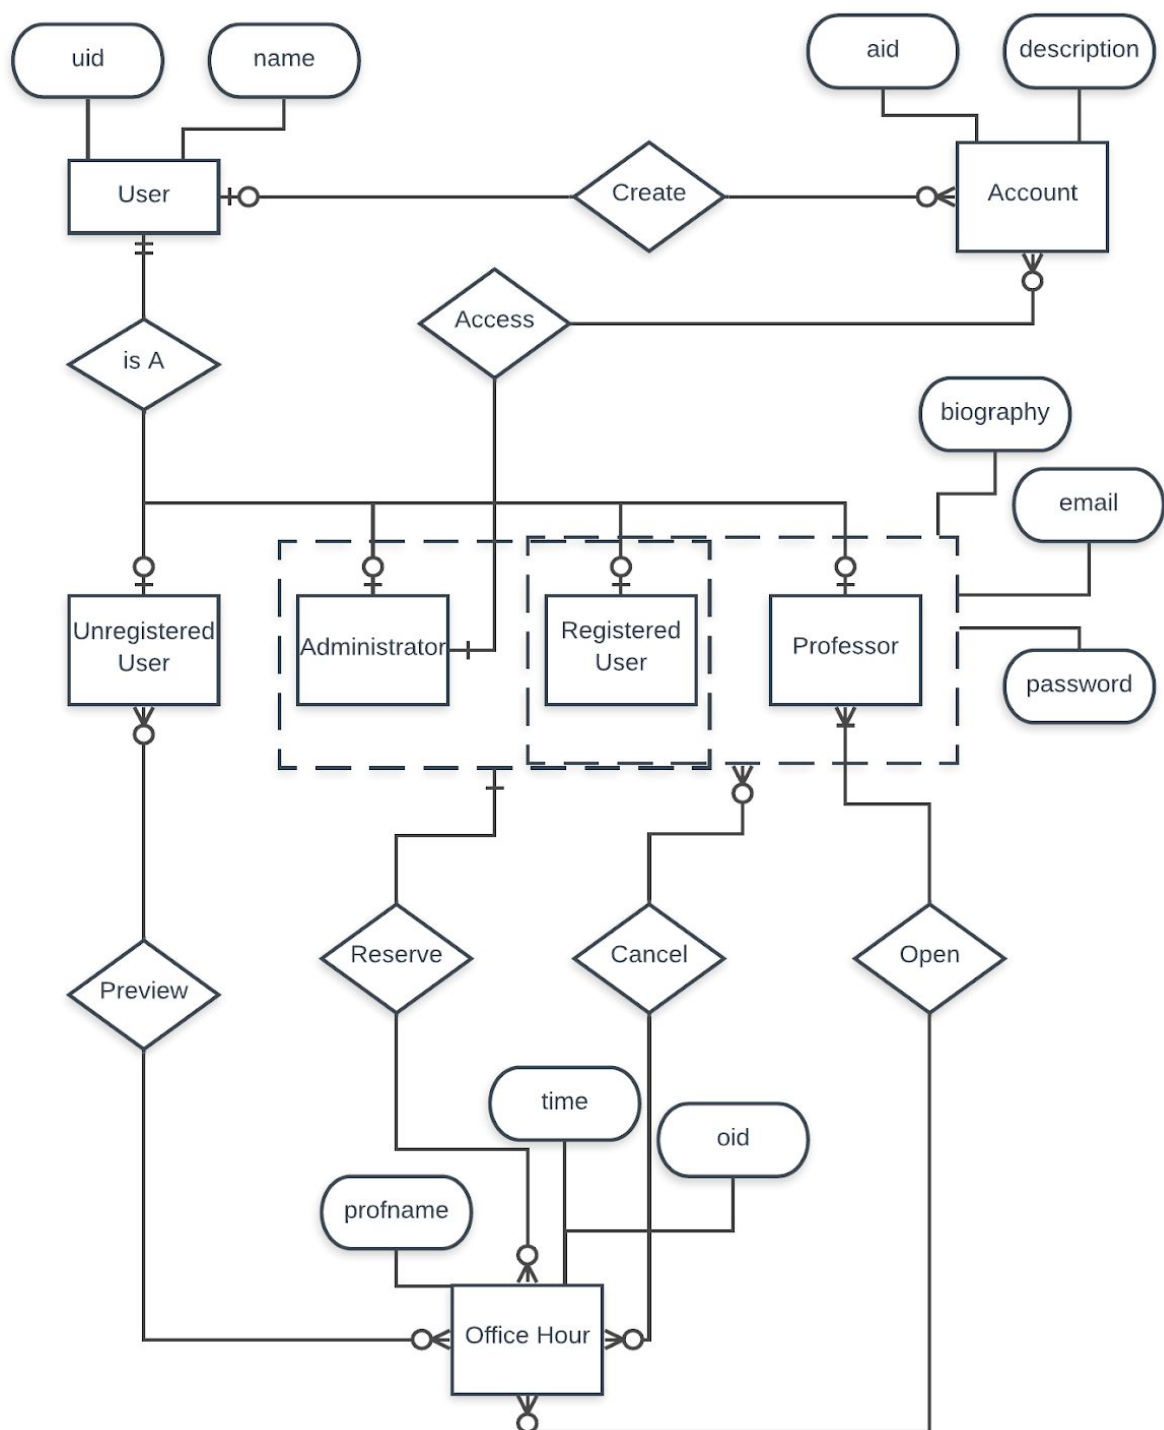 uid
name
aid
description
User
Create
Account
Access
is A
biography
email
Unregistered
User
Administrator
Registered
User
Professor
password
Reserve
Cancel
Open
Preview
time
oid
profname
Office Hour